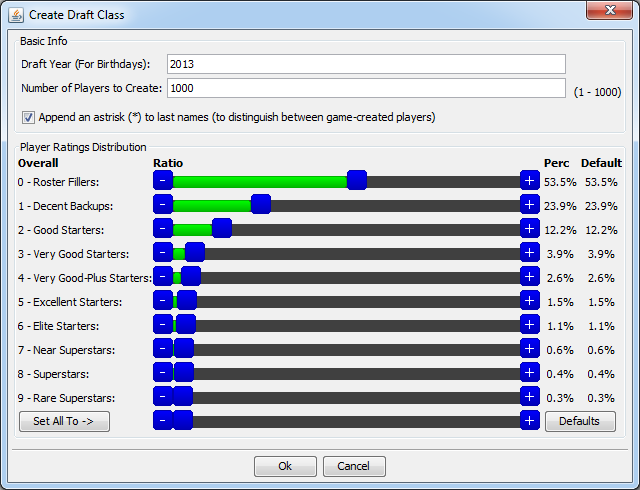 Create Draft Class
Basic Info
Draft Year (For Birthdays): 2013
Number of Players to Create: 1000 (1 - 1000)
Append an astrisk (*) to last names (to distinguish between game-created players)
Player Ratings Distribution
Overall Ratio Perc Default
0 - Roster Fillers: - + 53.5% 53.5%
1 - Decent Backups: - + 23.9% 23.9%
2 - Good Starters: - + 12.2% 12.2%
3 - Very Good Starters: - + 3.9% 3.9%
4 - Very Good-Plus Starters: - + 2.6% 2.6%
5 - Excellent Starters: - + 1.5% 1.5%
6 - Elite Starters: - + 1.1% 1.1%
7 - Near Superstars: - + 0.6% 0.6%
8 - Superstars: - + 0.4% 0.4%
9 - Rare Superstars: - + 0.3% 0.3%
Set All To -> - + Defaults
Ok Cancel